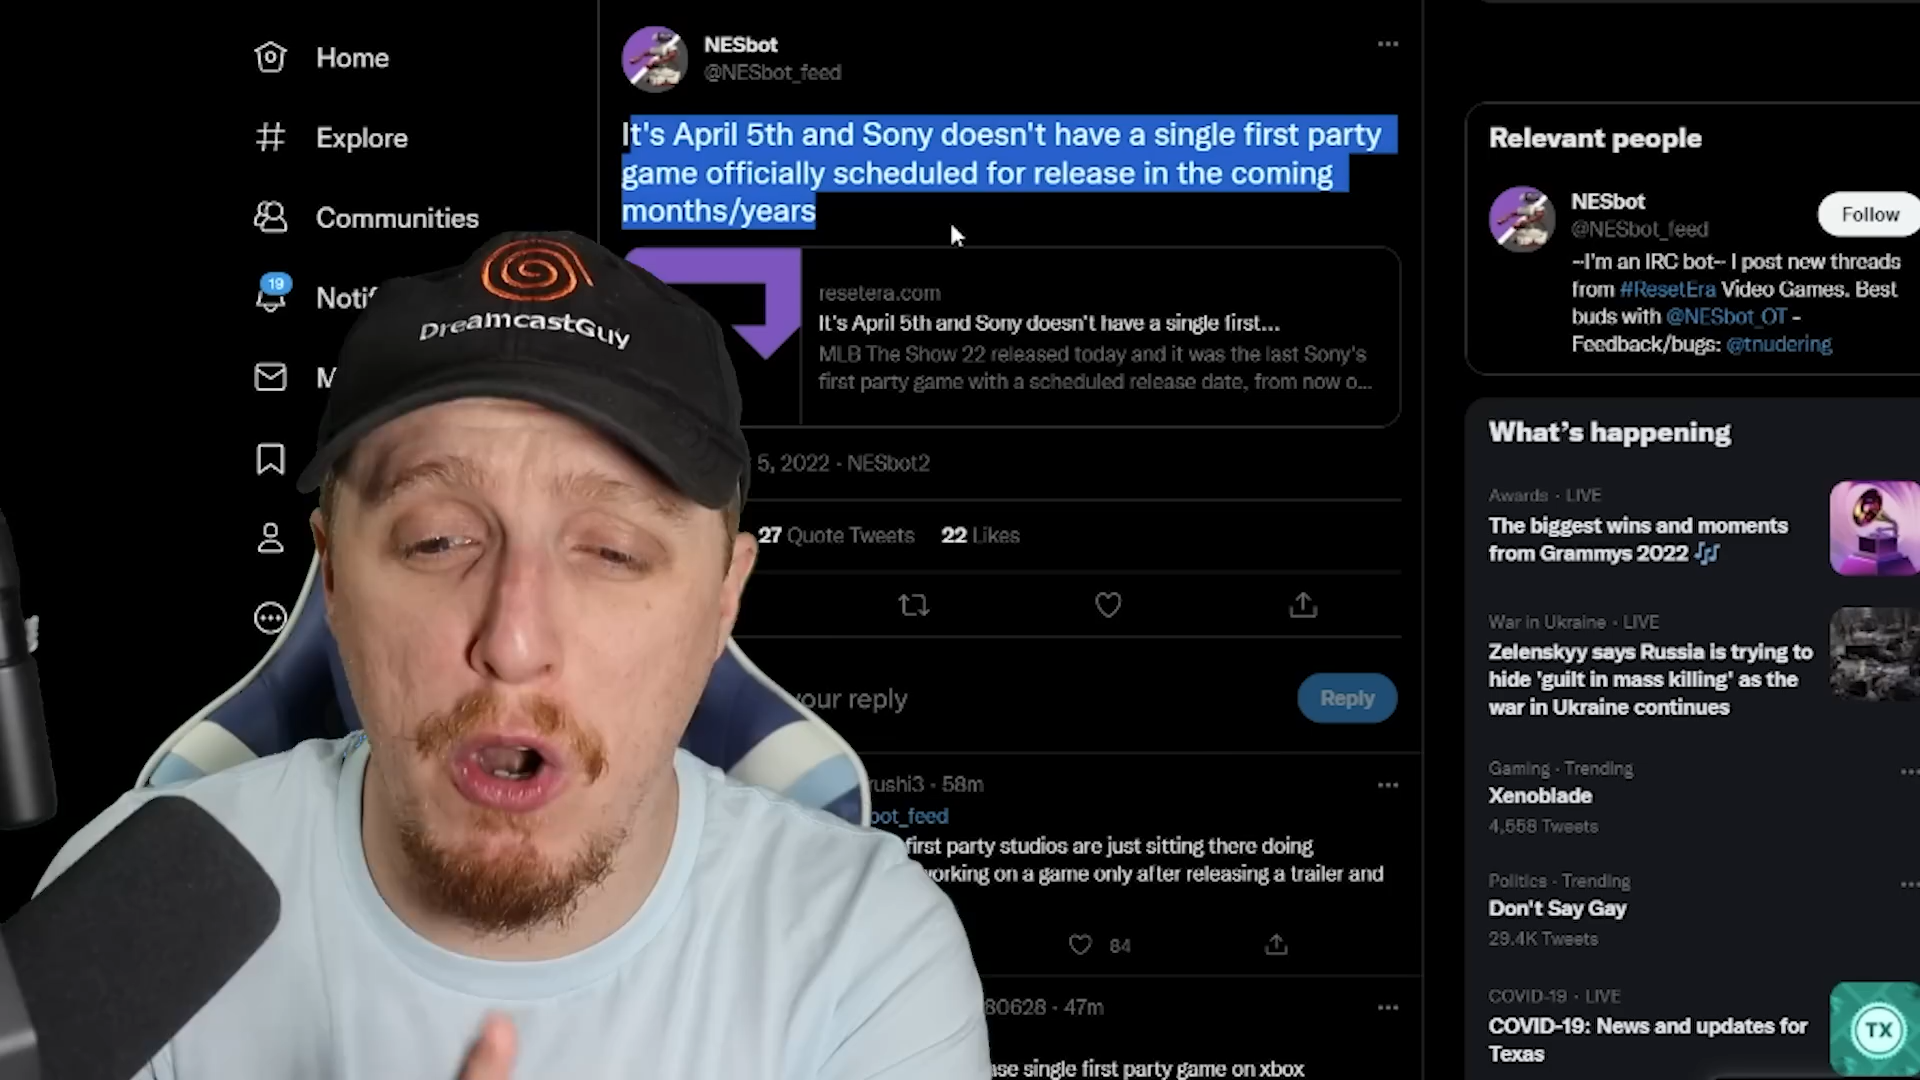 Home
Explore
Communities
19
Notif
M
DreamcastGuy
NESbot
@NESbot_feed
It's April 5th and Sony doesn't have a single first party
game officially scheduled for release in the coming
months/years
resetera.com
It's April 5th and Sony doesn't have a single first...
MLB The Show 22 released today and it was the last Sony's
first party game with a scheduled release date, from now o...
5, 2022 · NESbot2
27 Quote Tweets 22 Likes
your reply
Reply
rushi3 · 58m
bot_feed
first party studios are just sitting there doing
working on a game only after releasing a trailer and
84
80628 · 47m
single first party game on xbox
Relevant people
NESbot
@NESbot_feed
Follow
~I'm an IRC bot~ I post new threads
from #ResetEra Video Games. Best
buds with @NESbot_OT -
Feedback/bugs: @tnudering
What's happening
Awards · LIVE
The biggest wins and moments
from Grammys 2022 🎶
War in Ukraine · LIVE
Zelenskyy says Russia is trying to
hide 'guilt in mass killing' as the
war in Ukraine continues
Gaming · Trending
Xenoblade
4,558 Tweets
Politics · Trending
Don't Say Gay
29.4K Tweets
COVID-19 · LIVE
COVID-19: News and updates for
Texas
TX